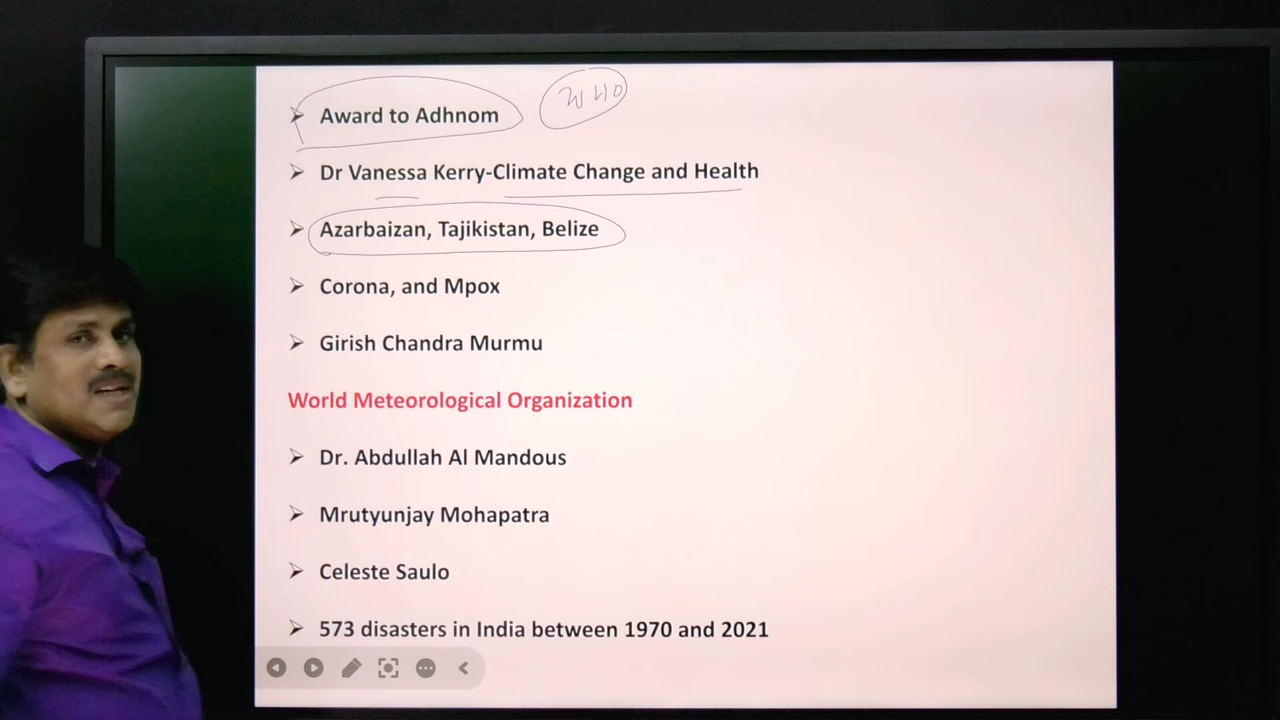 Award to Adhnom WHO
Dr Vanessa Kerry-Climate Change and Health
Azarbaizan, Tajikistan, Belize
Corona, and Mpox
Girish Chandra Murmu
World Meteorological Organization
Dr. Abdullah Al Mandous
Mrutyunjay Mohapatra
Celeste Saulo
573 disasters in India between 1970 and 2021